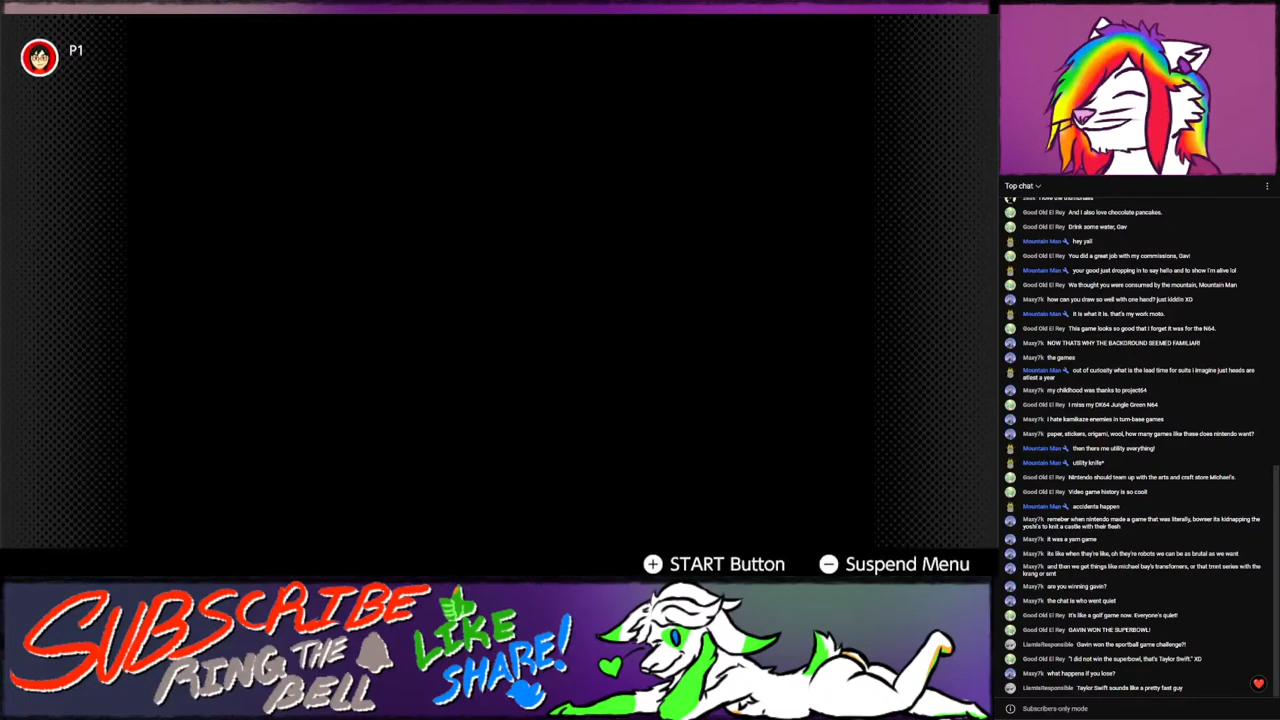 P1
START Button
Suspend Menu
SUBSCRIBE
RING THE
BELL
LIKE
SHARE!
Top chat
Good Old El Rey And I also love chocolate pancakes.
Good Old El Rey Drink some water, Gav
Mountain Man hey yall
Good Old El Rey You did a great job with my commissions, Gav!
Mountain Man your good just dropping in to say hello and to show I'm alive lol
Good Old El Rey We thought you were consumed by the mountain, Mountain Man
Maxy7k how can you draw so well with one hand? just kiddin XD
Mountain Man it is what it is. that's my work moto.
Good Old El Rey This game looks so good that I forget it was for the N64.
Maxy7k NOW THATS WHY THE BACKGROUND SEEMED FAMILIAR!
Maxy7k the games
Mountain Man out of curiosity what is the lead time for suits i imagine just heads are
atlest a year
Maxy7k my childhood was thanks to project64
Good Old El Rey I miss my DK64 Jungle Green N64
Maxy7k I hate kamikaze enemies in turn-base games
Maxy7k paper, stickers, origami, wool, how many games like these does nintendo want?
Mountain Man then there me utility everything!
Mountain Man utility knife*
Good Old El Rey Nintendo should team up with the arts and craft store Michael's.
Good Old El Rey Video game history is so cool!
Mountain Man accidents happen
Maxy7k remeber when nintendo made a game that was literally, bowser its kidnapping the
yoshi's to knit a castle with their flesh
Maxy7k it was a yarn game
Maxy7k its like when they're like, oh they're robots we can be as brutal as we want
Maxy7k and then we got things like michael bay's transfomers, or that tmnt series with the
krang or smt
Maxy7k are you winning gavin?
Maxy7k the chat is who went quiet
Good Old El Rey It's like a golf game now. Everyone's quiet!
Good Old El Rey GAVIN WON THE SUPERBOWL!
LiamIsResponsible Gavin won the sportball game challenge?!
Good Old El Rey "I did not win the superbowl, that's Taylor Swift." XD
Maxy7k what happens if you lose?
LiamIsResponsible Taylor Swift sounds like a pretty fast guy
Subscribers-only mode